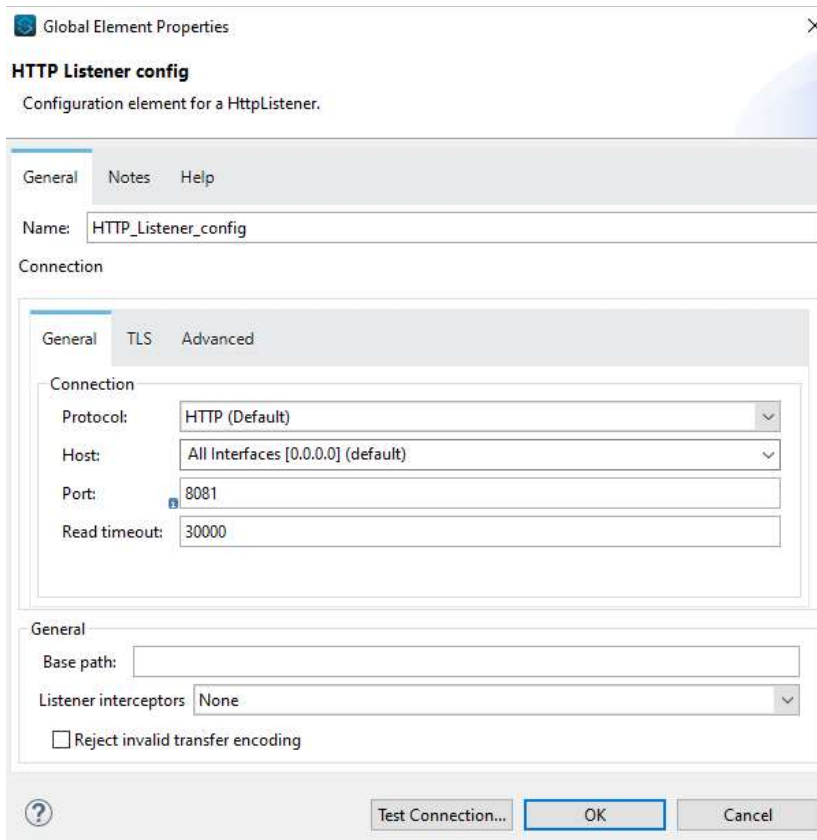 Global Element Properties
HTTP Listener config
Configuration element for a HttpListener.
General Notes Help
Name: HTTP_Listener_config
Connection
General TLS Advanced
Connection
Protocol: HTTP (Default)
Host: All Interfaces [0.0.0.0] (default)
Port: 8081
Read timeout: 30000
General
Base path:
Listener interceptors None
Reject invalid transfer encoding
? Test Connection... OK Cancel